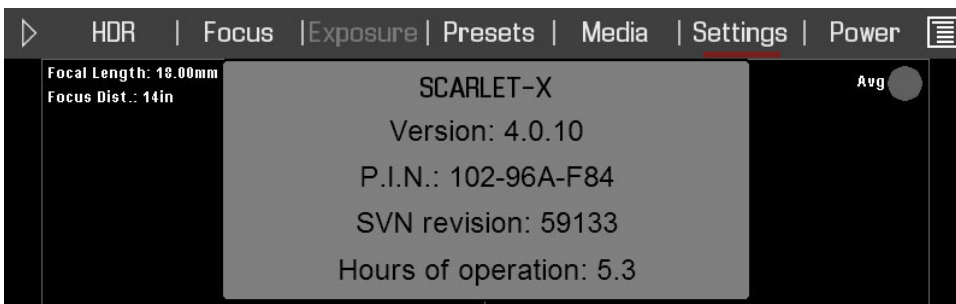 HDR | Focus | Exposure | Presets | Media | Settings | Power
Focal Length: 18.00mm
Focus Dist.: 14in
Avg
SCARLET-X
Version: 4.0.10
P.I.N.: 102-96A-F84
SVN revision: 59133
Hours of operation: 5.3